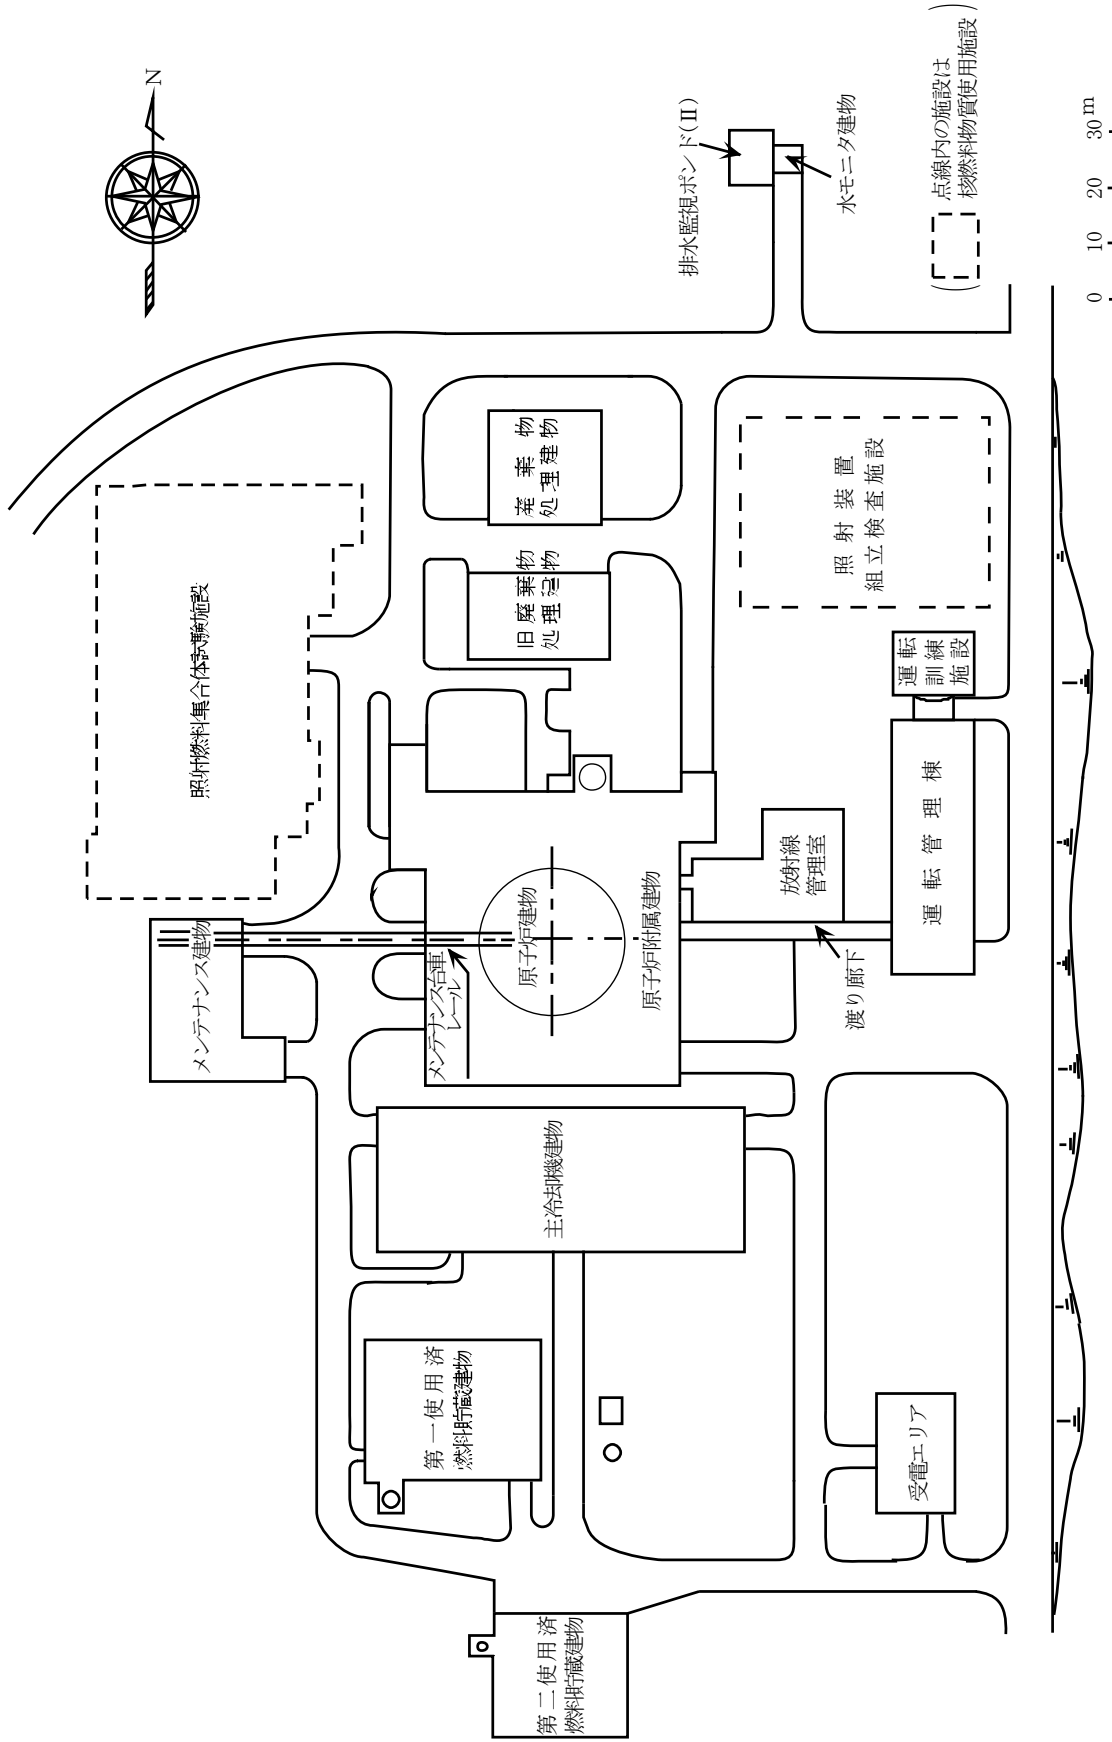 N
排水監視ポンド(Ⅱ)
水モニタ建物
点線内の施設は
核燃料物質使用施設
0 10 20 30m
照射燃料集合体試験施設
廃棄物
処理建物
旧廃棄物
処理建物
照射装置
組立検査施設
運転
訓練
施設
運転管理棟
放射線
管理室
渡り廊下
メンテナンス建物
メンテナンス台車
レール
原子炉建物
原子炉附属建物
主冷却機建物
第一使用済
燃料貯蔵建物
受電エリア
第二使用済
燃料貯蔵建物